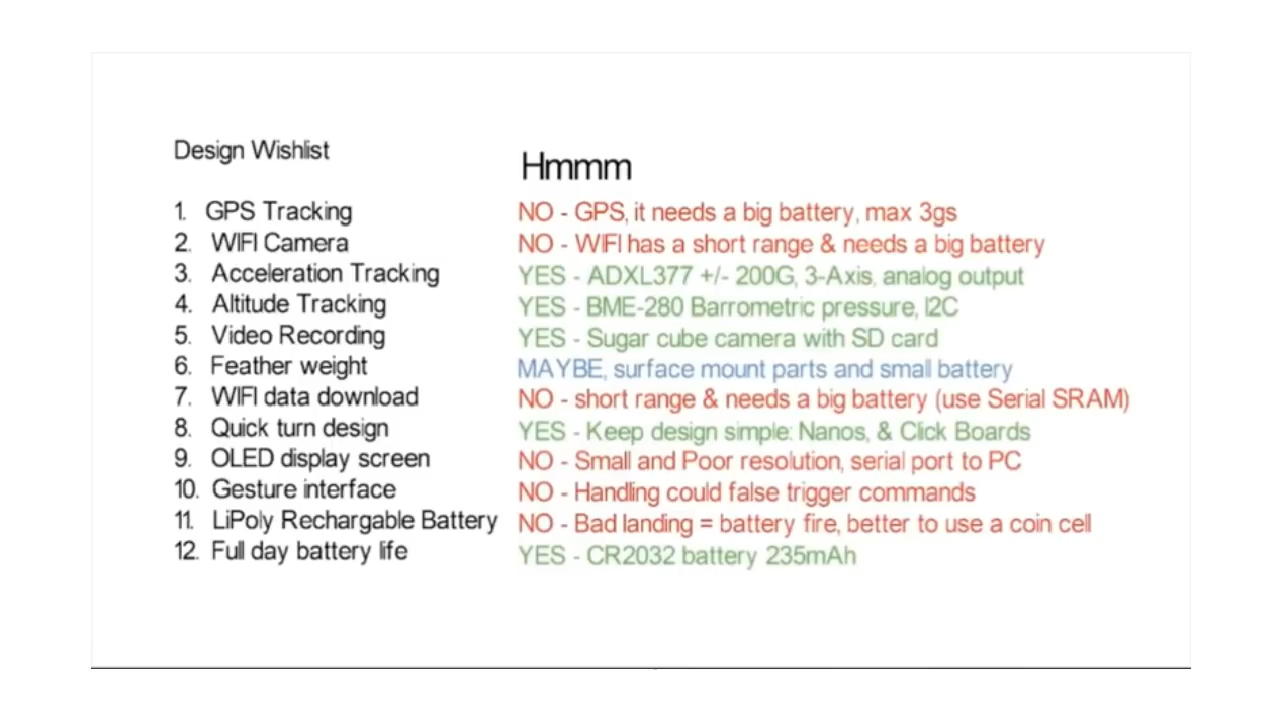 Design Wishlist
Hmmm
1. GPS Tracking NO - GPS, it needs a big battery, max 3gs
2. WIFI Camera NO - WIFI has a short range & needs a big battery
3. Acceleration Tracking YES - ADXL377 +/- 200G, 3-Axis, analog output
4. Altitude Tracking YES - BME-280 Barrometric pressure, I2C
5. Video Recording YES - Sugar cube camera with SD card
6. Feather weight MAYBE, surface mount parts and small battery
7. WIFI data download NO - short range & needs a big battery (use Serial SRAM)
8. Quick turn design YES - Keep design simple: Nanos, & Click Boards
9. OLED display screen NO - Small and Poor resolution, serial port to PC
10. Gesture interface NO - Handling could false trigger commands
11. LiPoly Rechargable Battery NO - Bad landing = battery fire, better to use a coin cell
12. Full day battery life YES - CR2032 battery 235mAh